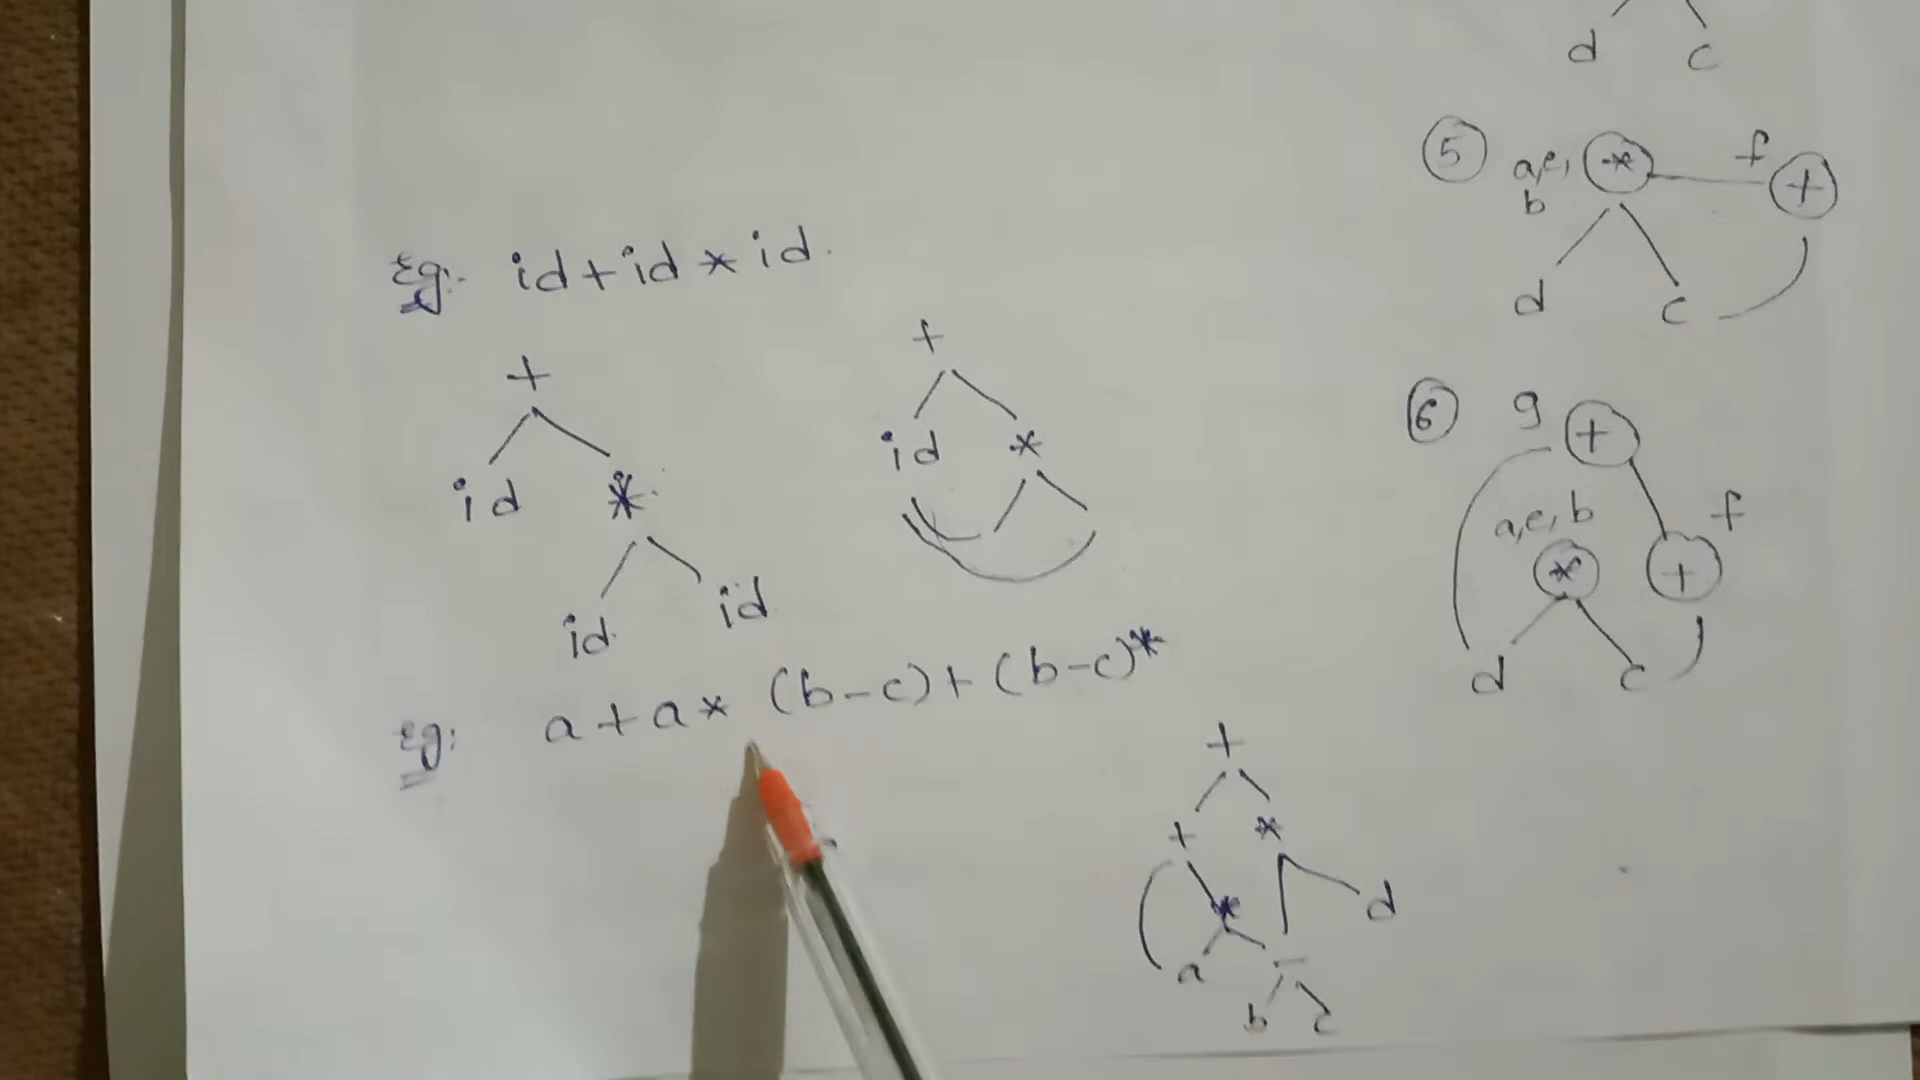 Eg:- id + id * id.
+
id *
id id
+
id *
Eg: a + a * (b-c) + (b-c)*
+
+ *
* d
a -
b c
d c
5 a,e, * f +
b
d c
6 g +
a,e,b f
* +
d c